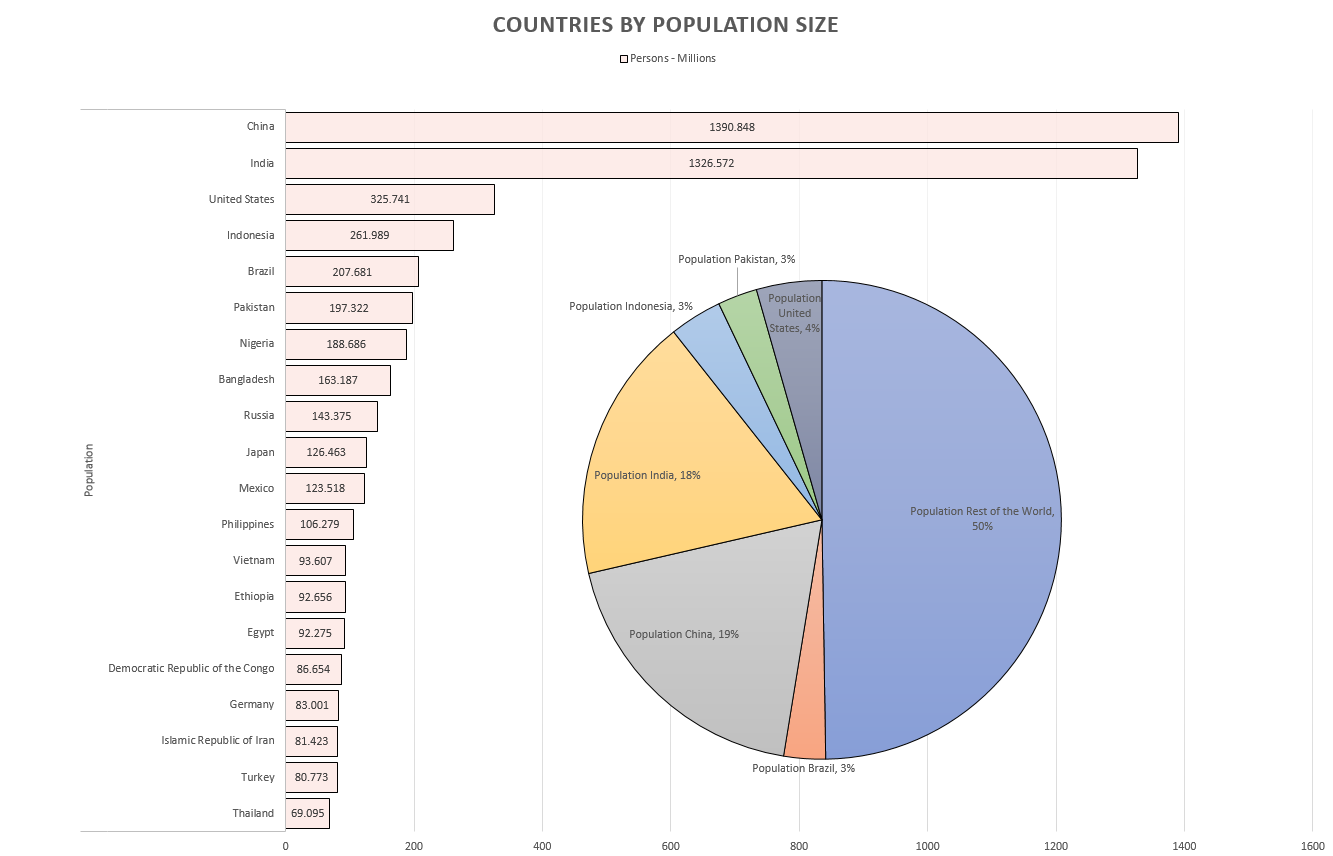 COUNTRIES BY POPULATION SIZE
Persons - Millions
Population
China 1390.848
India 1326.572
United States 325.741
Indonesia 261.989
Brazil 207.681
Pakistan 197.322
Nigeria 188.686
Bangladesh 163.187
Russia 143.375
Japan 126.463
Mexico 123.518
Philippines 106.279
Vietnam 93.607
Ethiopia 92.656
Egypt 92.275
Democratic Republic of the Congo 86.654
Germany 83.001
Islamic Republic of Iran 81.423
Turkey 80.773
Thailand 69.095
0 200 400 600 800 1000 1200 1400 1600
Population Pakistan, 3%
Population
United
States, 4%
Population Indonesia, 3%
Population India, 18%
Population Rest of the World,
50%
Population China, 19%
Population Brazil, 3%